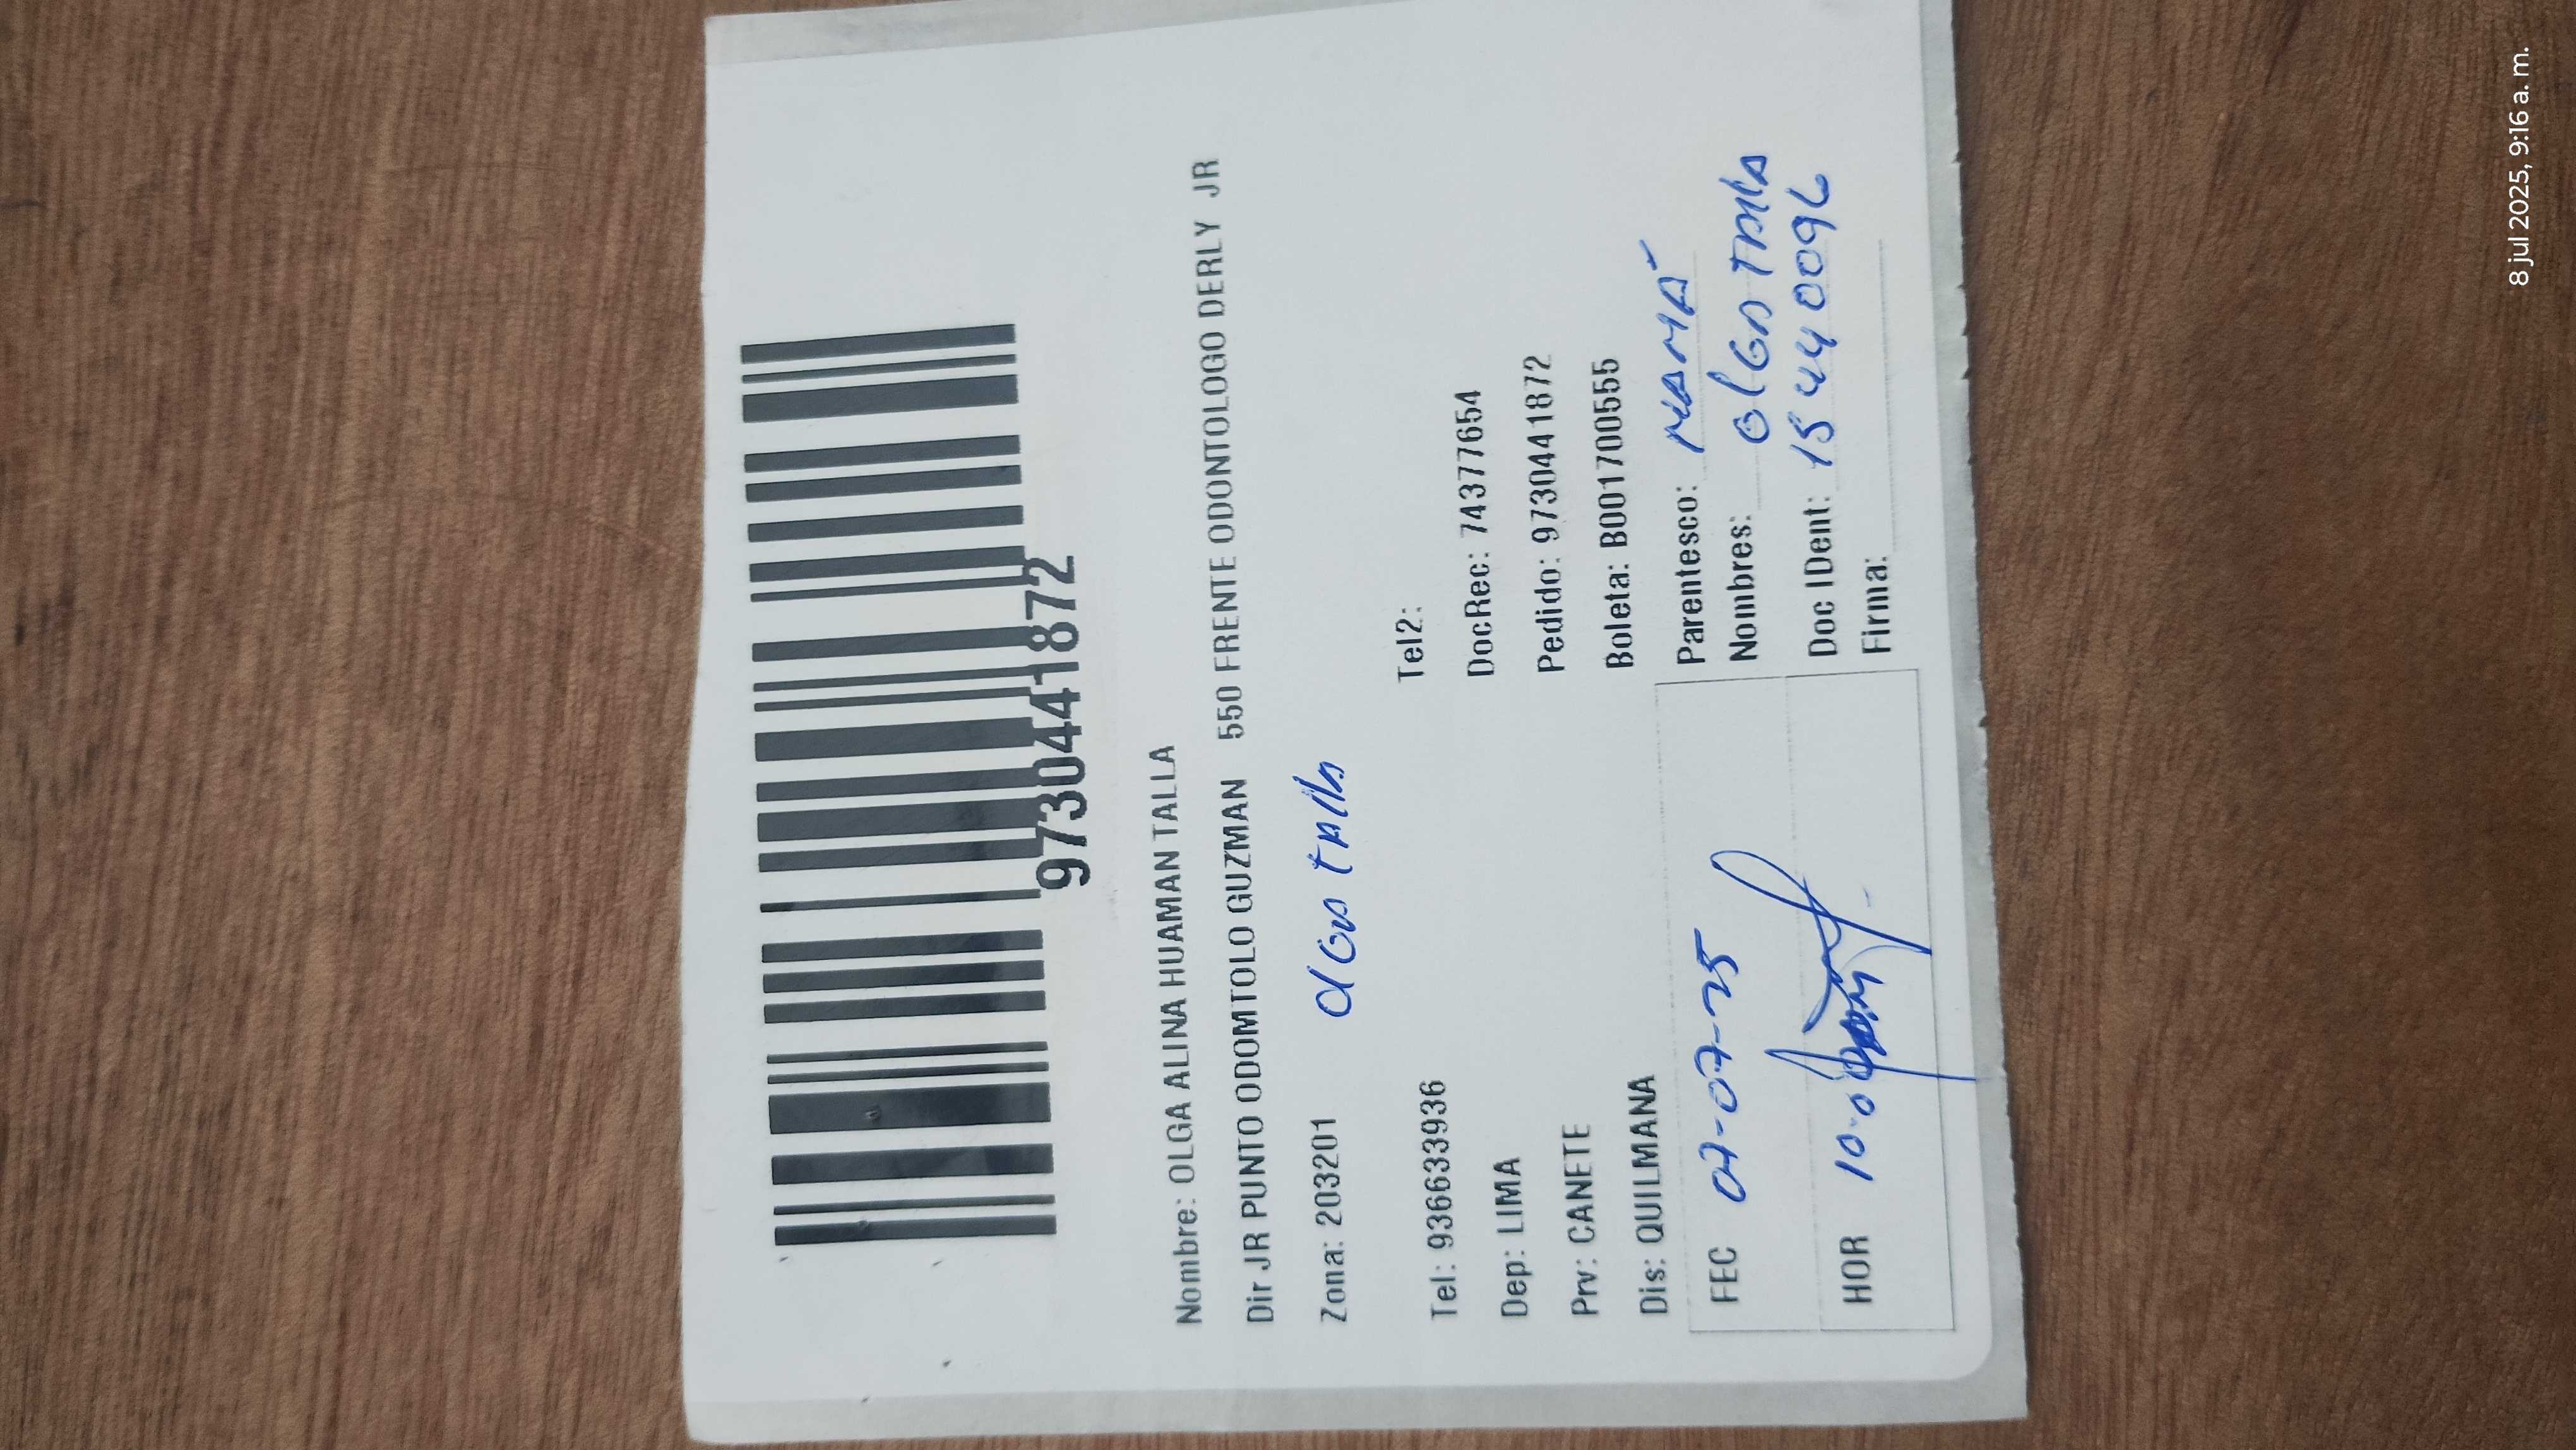 9730441872
Nombre: OLGA ALINA HUAMAN TALLA
Dir JR PUNTO ODOMTOLO GUZMAN 550 FRENTE ODONTOLOGO DERLY JR
Zona: 203201 olGa talla
Tel: 936633936 Tel2:
Dep: LIMA DocRec: 74377654
Prv: CANETE Pedido: 9730441872
Dis: QUILMANA Boleta: B001700555
FEC 07-07-25 Parentesco: MAMÁ
Nombres: olGa Talla
HOR Doc IDent: 15440096
Firma:
8 jul 2025, 9:16 a. m.